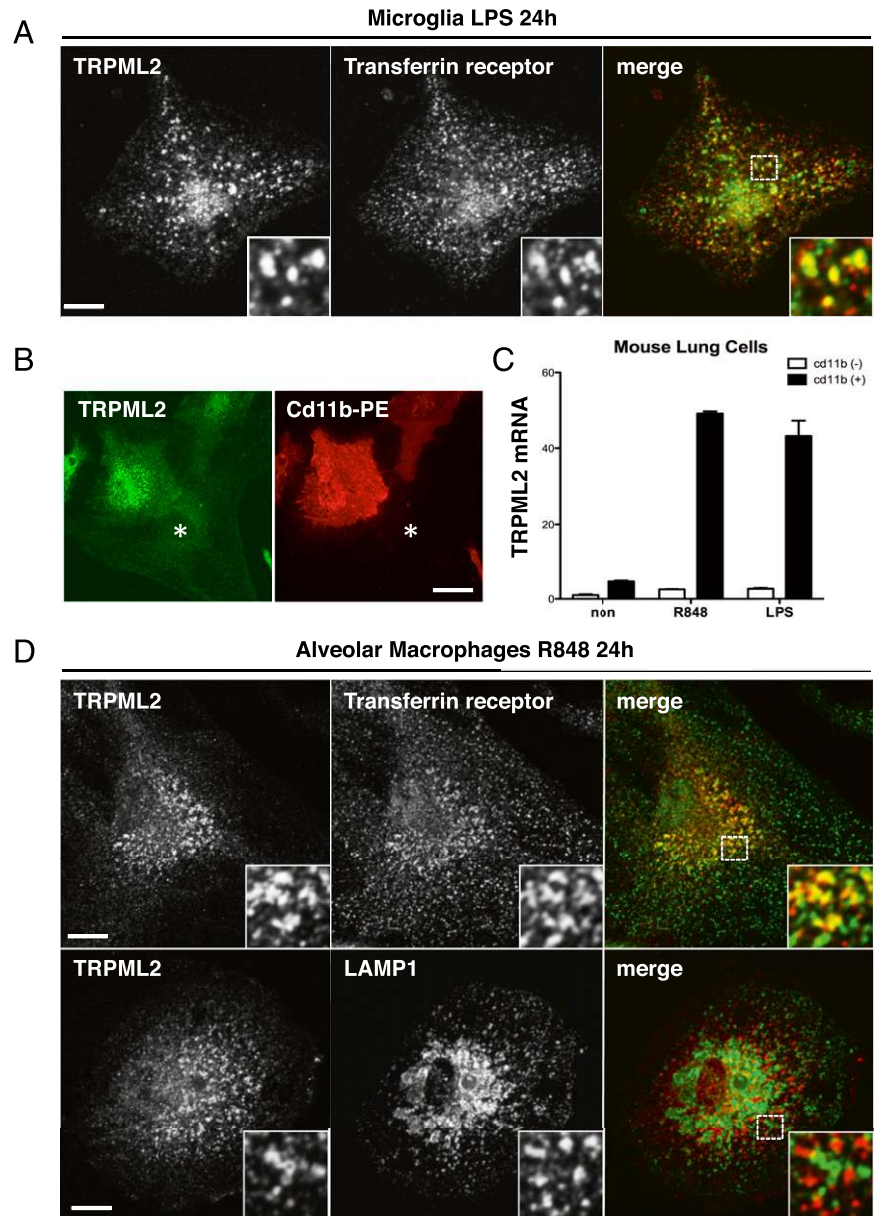 A
Microglia LPS 24h
TRPML2
Transferrin receptor
merge
B
TRPML2
Cd11b-PE
*
*
C
Mouse Lung Cells
cd11b (-)
cd11b (+)
TRPML2 mRNA
60
40
20
0
non
R848
LPS
D
Alveolar Macrophages R848 24h
TRPML2
Transferrin receptor
merge
TRPML2
LAMP1
merge